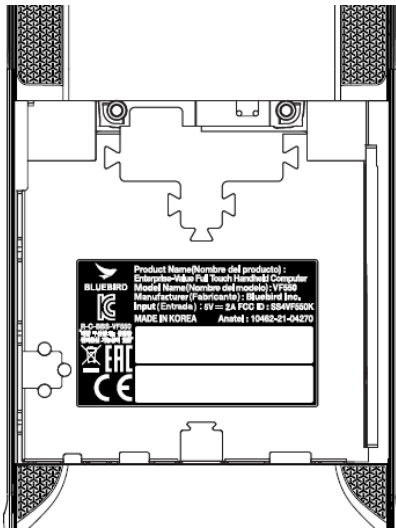 Product Name(Nombre del producto) :
Enterprise-Value Full Touch Handheld Computer
BLUEBIRD
Model Name(Nombre del modelo) : VF550
Manufacturer(Fabricante) : Bluebird Inc.
Input(Entrada) : 5V = 2A FCC ID : SS4VF550K
MADE IN KOREA Anatel : 10462-21-04270
R-C-BBS-VF550
EAC
CE